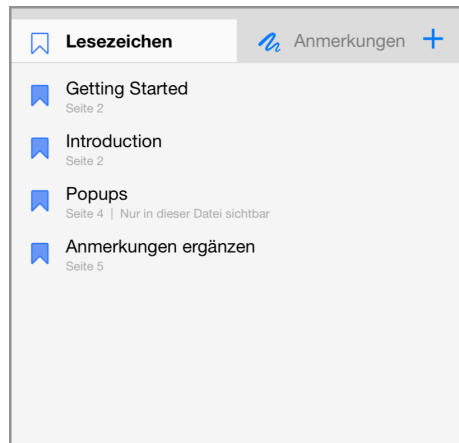 Lesezeichen
Anmerkungen +
Getting Started
Seite 2
Introduction
Seite 2
Popups
Seite 4 | Nur in dieser Datei sichtbar
Anmerkungen ergänzen
Seite 5